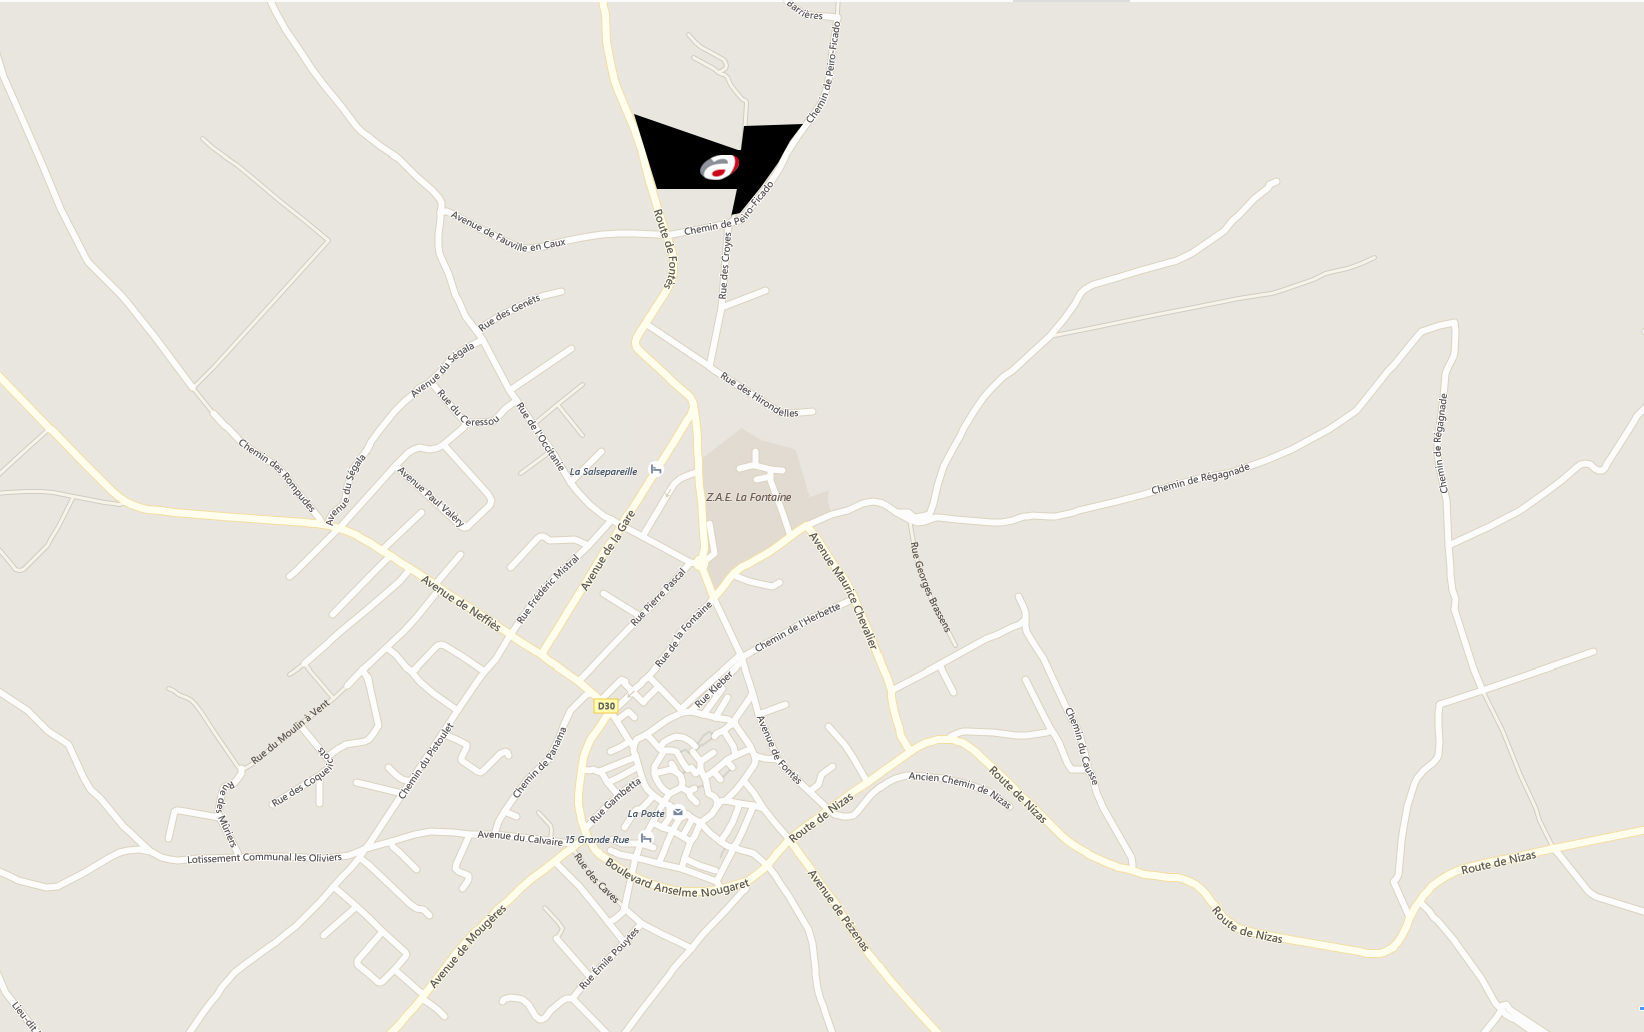 Barrières
Chemin de Peiro-Ficado
Chemin de Peiro-Ficado
Avenue de Fauville en Caux
Route de Fontès
Rue des Croyes
Rue des Genêts
Avenue du Ségala
Rue du Ceressou
Rue des Hirondelles
Rue de l'Occitanie
Chemin de Régagnade
Chemin des Rompudes
Avenue du Ségala
Avenue Paul Valéry
La Salsepareille
Z.A.E. La Fontaine
Chemin de Régagnade
Avenue de la Gare
Avenue de Neffiès
Rue Frédéric Mistral
Rue Pierre Pascal
Rue de la Fontaine
Avenue Maurice Chevalier
Chemin de l'Herbette
Rue Georges Brassens
Rue Kleber
D30
Rue du Moulin à Vent
Rue des Coquelicots
Rue des Mûriers
Chemin du Pistoulet
Chemin de Panama
Avenue de Fontès
Chemin du Causse
Ancien Chemin de Nizas
Route de Nizas
Route de Nizas
Rue Gambetta
La Poste
15 Grande Rue
Avenue du Calvaire
Lotissement Communal les Oliviers
Rue des Caves
Boulevard Anselme Nougaret
Route de Nizas
Avenue de Pézenas
Route de Nizas
Avenue de Mougères
Rue Émile Pouytès
Lieu-dit